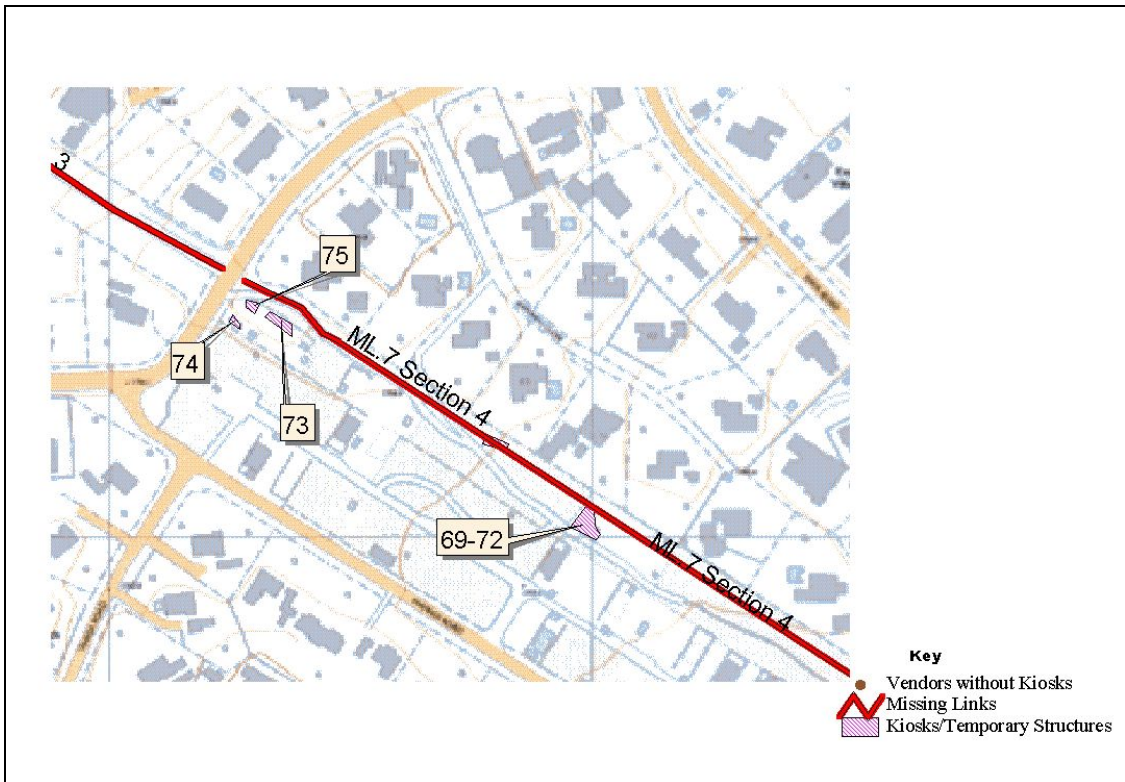 3
75
74
73
ML. 7 Section 4
69-72
ML. 7 Section 4
Key
Vendors without Kiosks
Missing Links
Kiosks/Temporary Structures